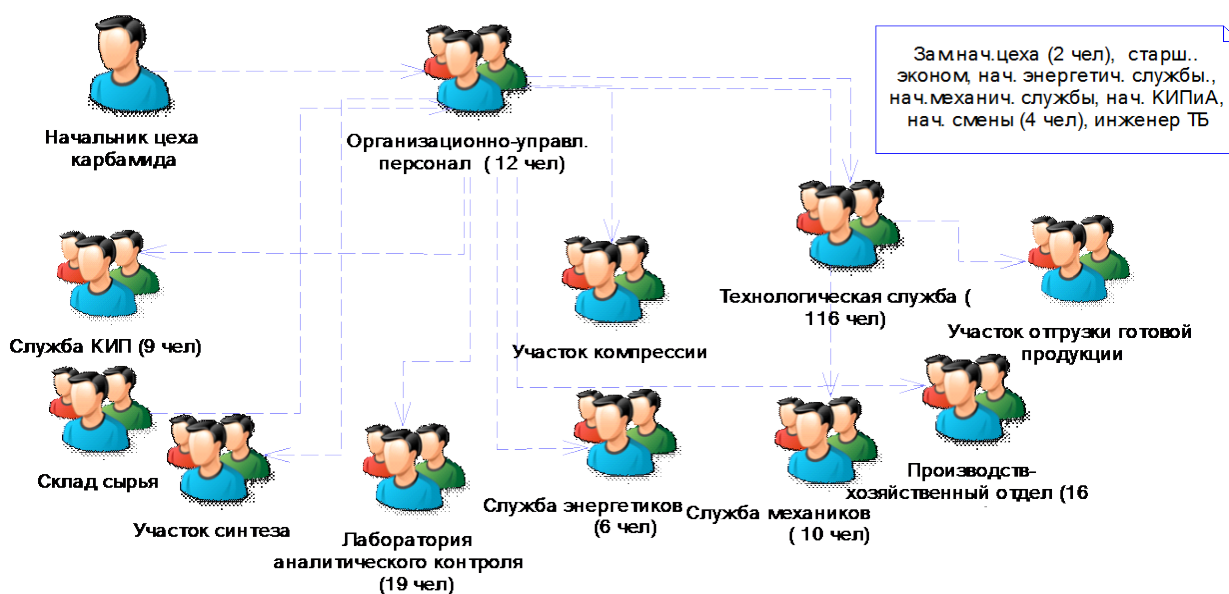 Зам.нач.цеха (2 чел), старш..
эконом, нач. энергетич. службы.,
нач.механич. службы, нач. КИПиА,
нач. смены (4 чел), инженер ТБ
Начальник цеха
карбамида
Организационно-управл.
персонал ( 12 чел)
Технологическая служба (
116 чел)
Участок отгрузки готовой
продукции
Служба КИП (9 чел)
Участок компрессии
Склад сырья
Участок синтеза
Лаборатория
аналитического контроля
(19 чел)
Служба энергетиков
(6 чел)
Служба механиков
( 10 чел)
Производств-
хозяйственный отдел (16